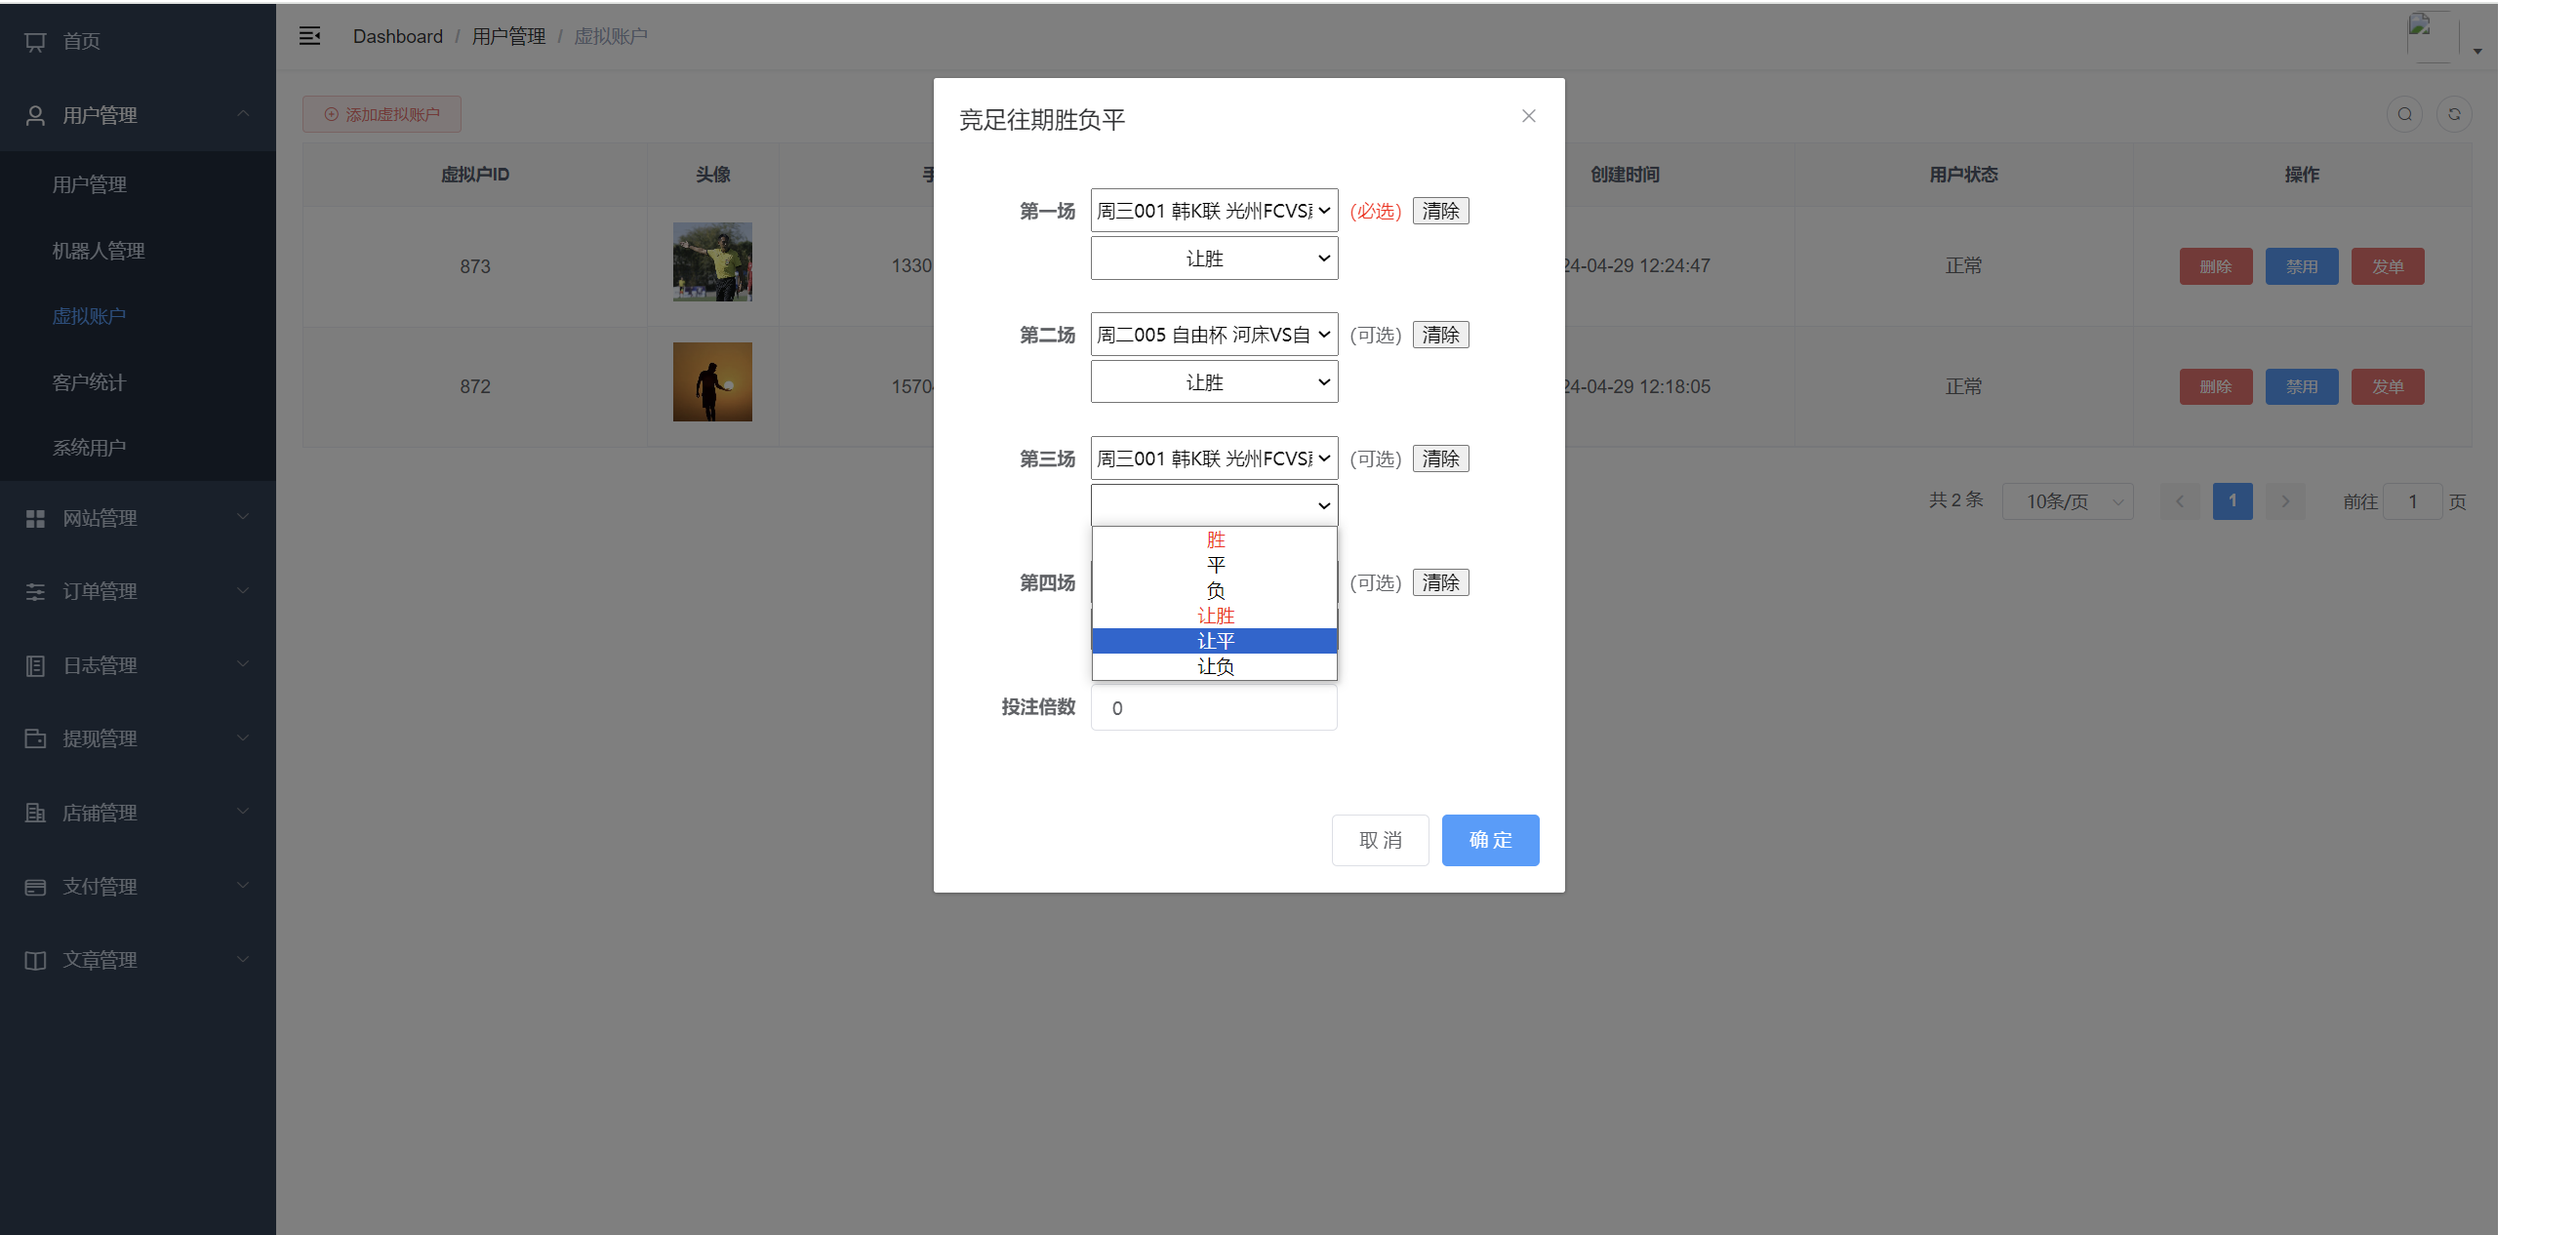 首页
用户管理
用户管理
机器人管理
虚拟账户
客户统计
系统用户
网站管理
订单管理
日志管理
提现管理
店铺管理
支付管理
文章管理
Dashboard / 用户管理 / 虚拟账户
添加虚拟账户
虚拟户ID 头像 创建时间 用户状态 操作
873 1330 24-04-29 12:24:47 正常 删除 禁用 发单
872 1570 24-04-29 12:18:05 正常 删除 禁用 发单
共 2 条 10条/页 1 前往 1 页
竞足往期胜负平
第一场 周三001 韩K联 光州FCVS (必选) 清除
让胜
第二场 周二005 自由杯 河床VS自 (可选) 清除
让胜
第三场 周三001 韩K联 光州FCVS (可选) 清除
胜
平
负
让胜
让平
让负
第四场 (可选) 清除
投注倍数 0
取 消 确 定